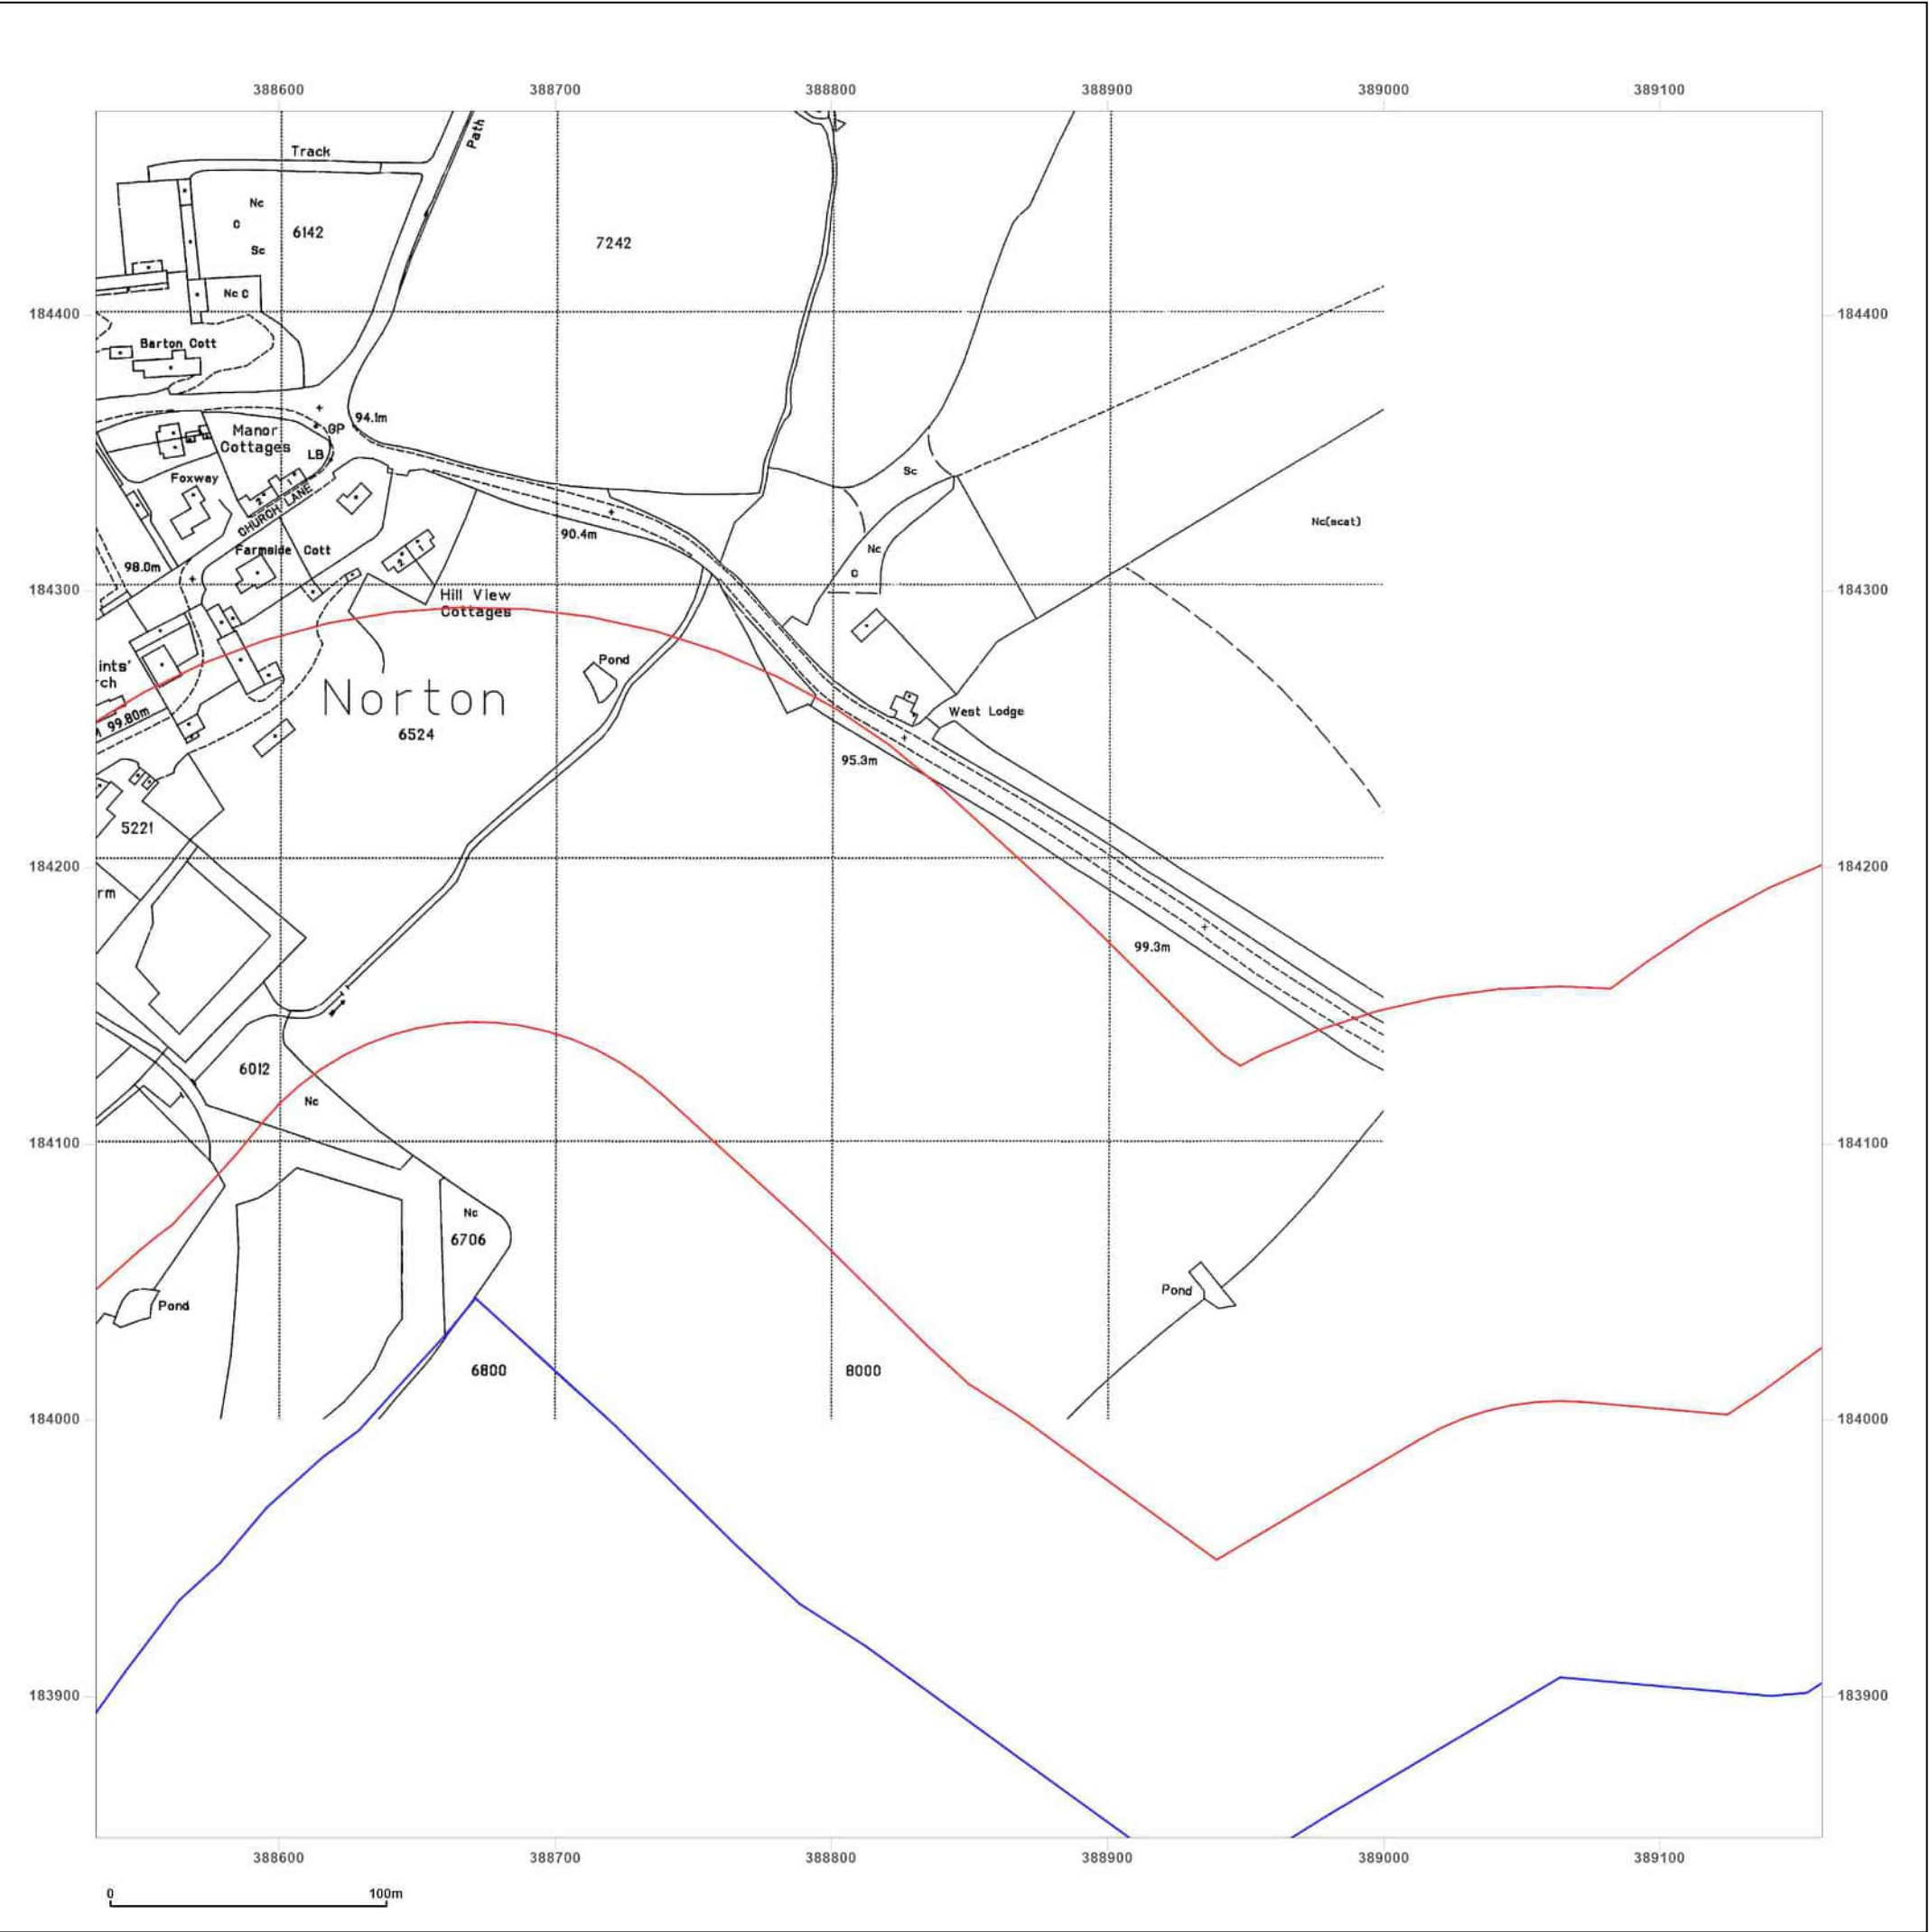 388600 388700 388800 388900 389000 389100
Path
Track
Nc
C
6142
7242
Sc
Nc C
184400 184400
Barton Cott
94.1m
GP
Manor
Cottages
LB
Sc
Foxway
2 1
CHURCH LANE
Nc(scat)
90.4m
Farmside Cott
2 1
Nc
98.0m
C
184300 184300
Hill View
Cottages
ints'
rch
Pond
Norton
99.80m
West Lodge
6524
95.3m
5221
184200 184200
rm
99.3m
6012
Nc
184100 184100
Nc
6706
Pond
Pond
6800
8000
184000 184000
183900 183900
388600 388700 388800 388900 389000 389100
0 100m